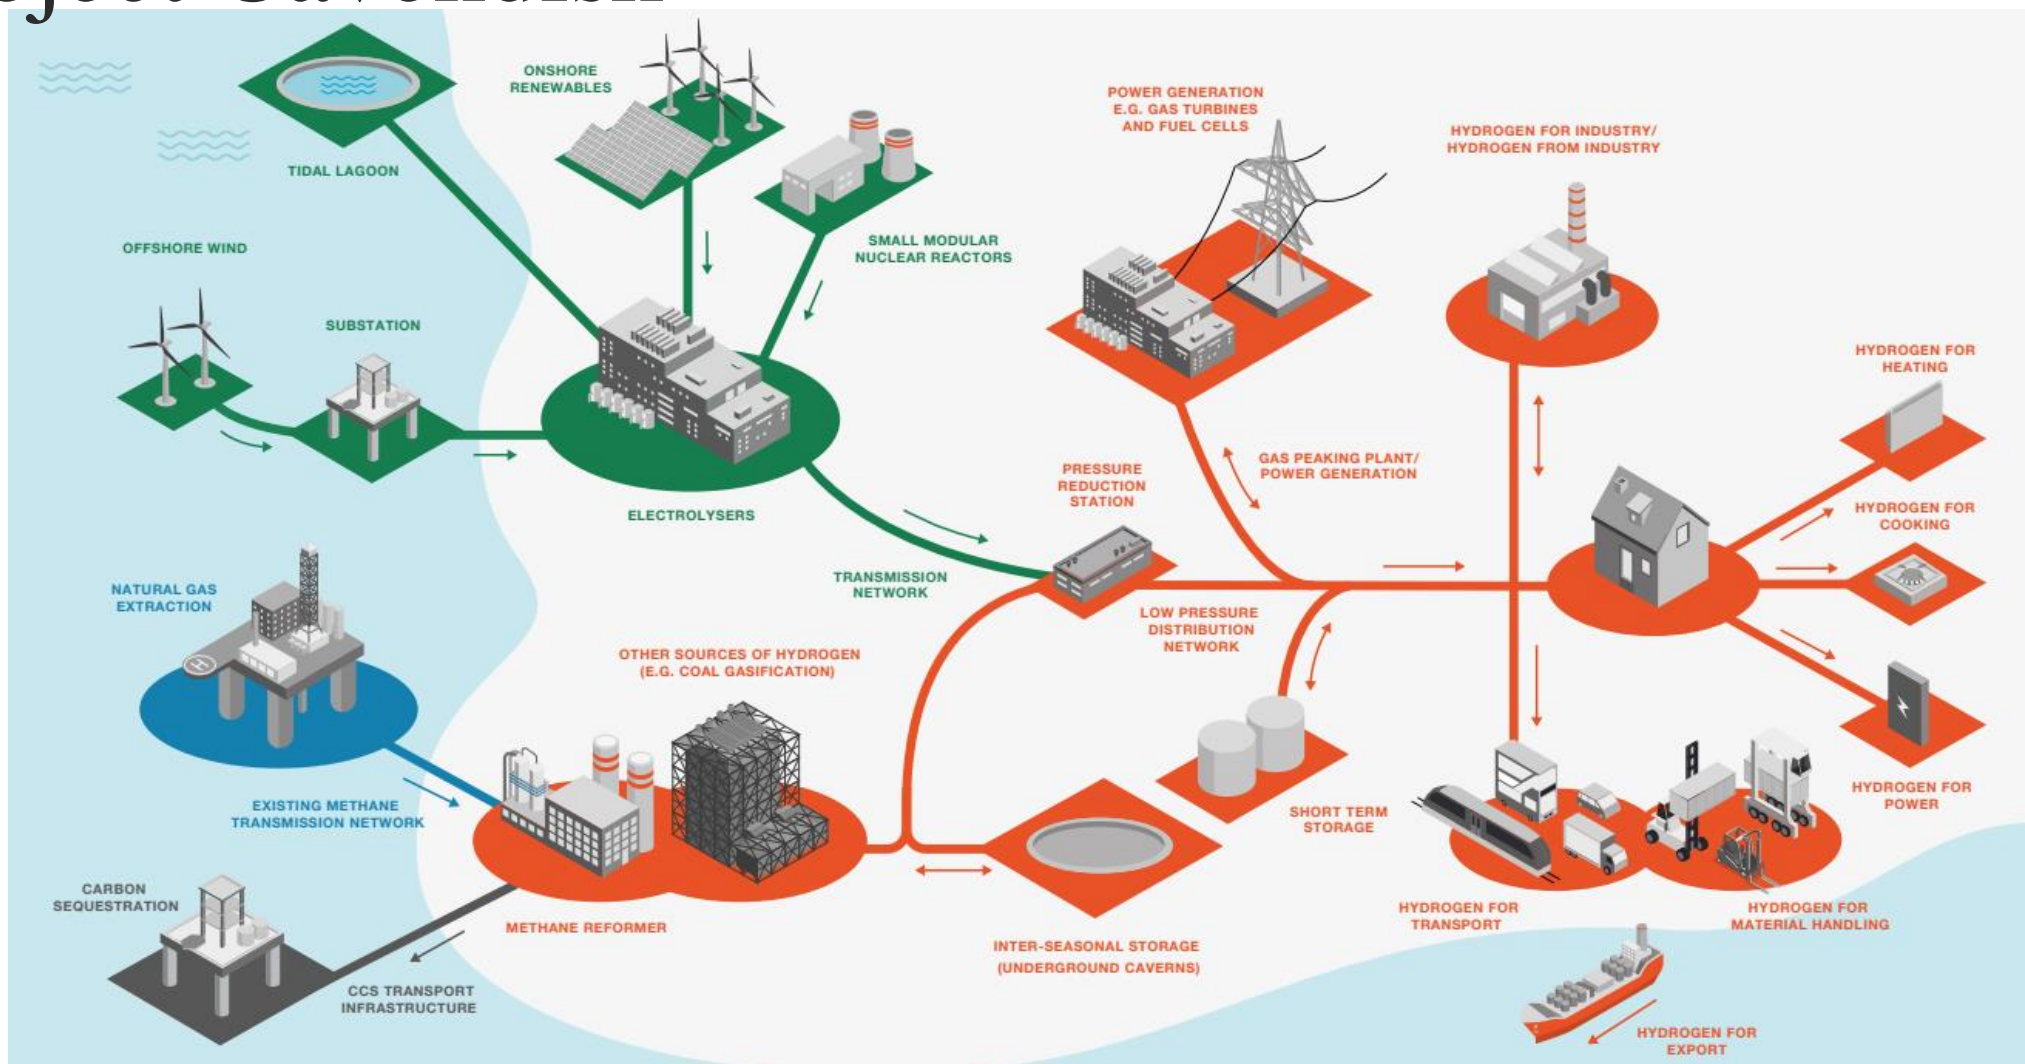 TIDAL LAGOON
ONSHORE
RENEWABLES
SMALL MODULAR
NUCLEAR REACTORS
OFFSHORE WIND
SUBSTATION
ELECTROLYSERS
POWER GENERATION
E.G. GAS TURBINES
AND FUEL CELLS
HYDROGEN FOR INDUSTRY/
HYDROGEN FROM INDUSTRY
HYDROGEN FOR
HEATING
HYDROGEN FOR
COOKING
HYDROGEN FOR
POWER
GAS PEAKING PLANT/
POWER GENERATION
PRESSURE
REDUCTION
STATION
TRANSMISSION
NETWORK
LOW PRESSURE
DISTRIBUTION
NETWORK
NATURAL GAS
EXTRACTION
H
EXISTING METHANE
TRANSMISSION NETWORK
OTHER SOURCES OF HYDROGEN
(E.G. COAL GASIFICATION)
METHANE REFORMER
CARBON
SEQUESTRATION
CCS TRANSPORT
INFRASTRUCTURE
INTER-SEASONAL STORAGE
(UNDERGROUND CAVERNS)
SHORT TERM
STORAGE
HYDROGEN FOR
TRANSPORT
HYDROGEN FOR
MATERIAL HANDLING
HYDROGEN FOR
EXPORT